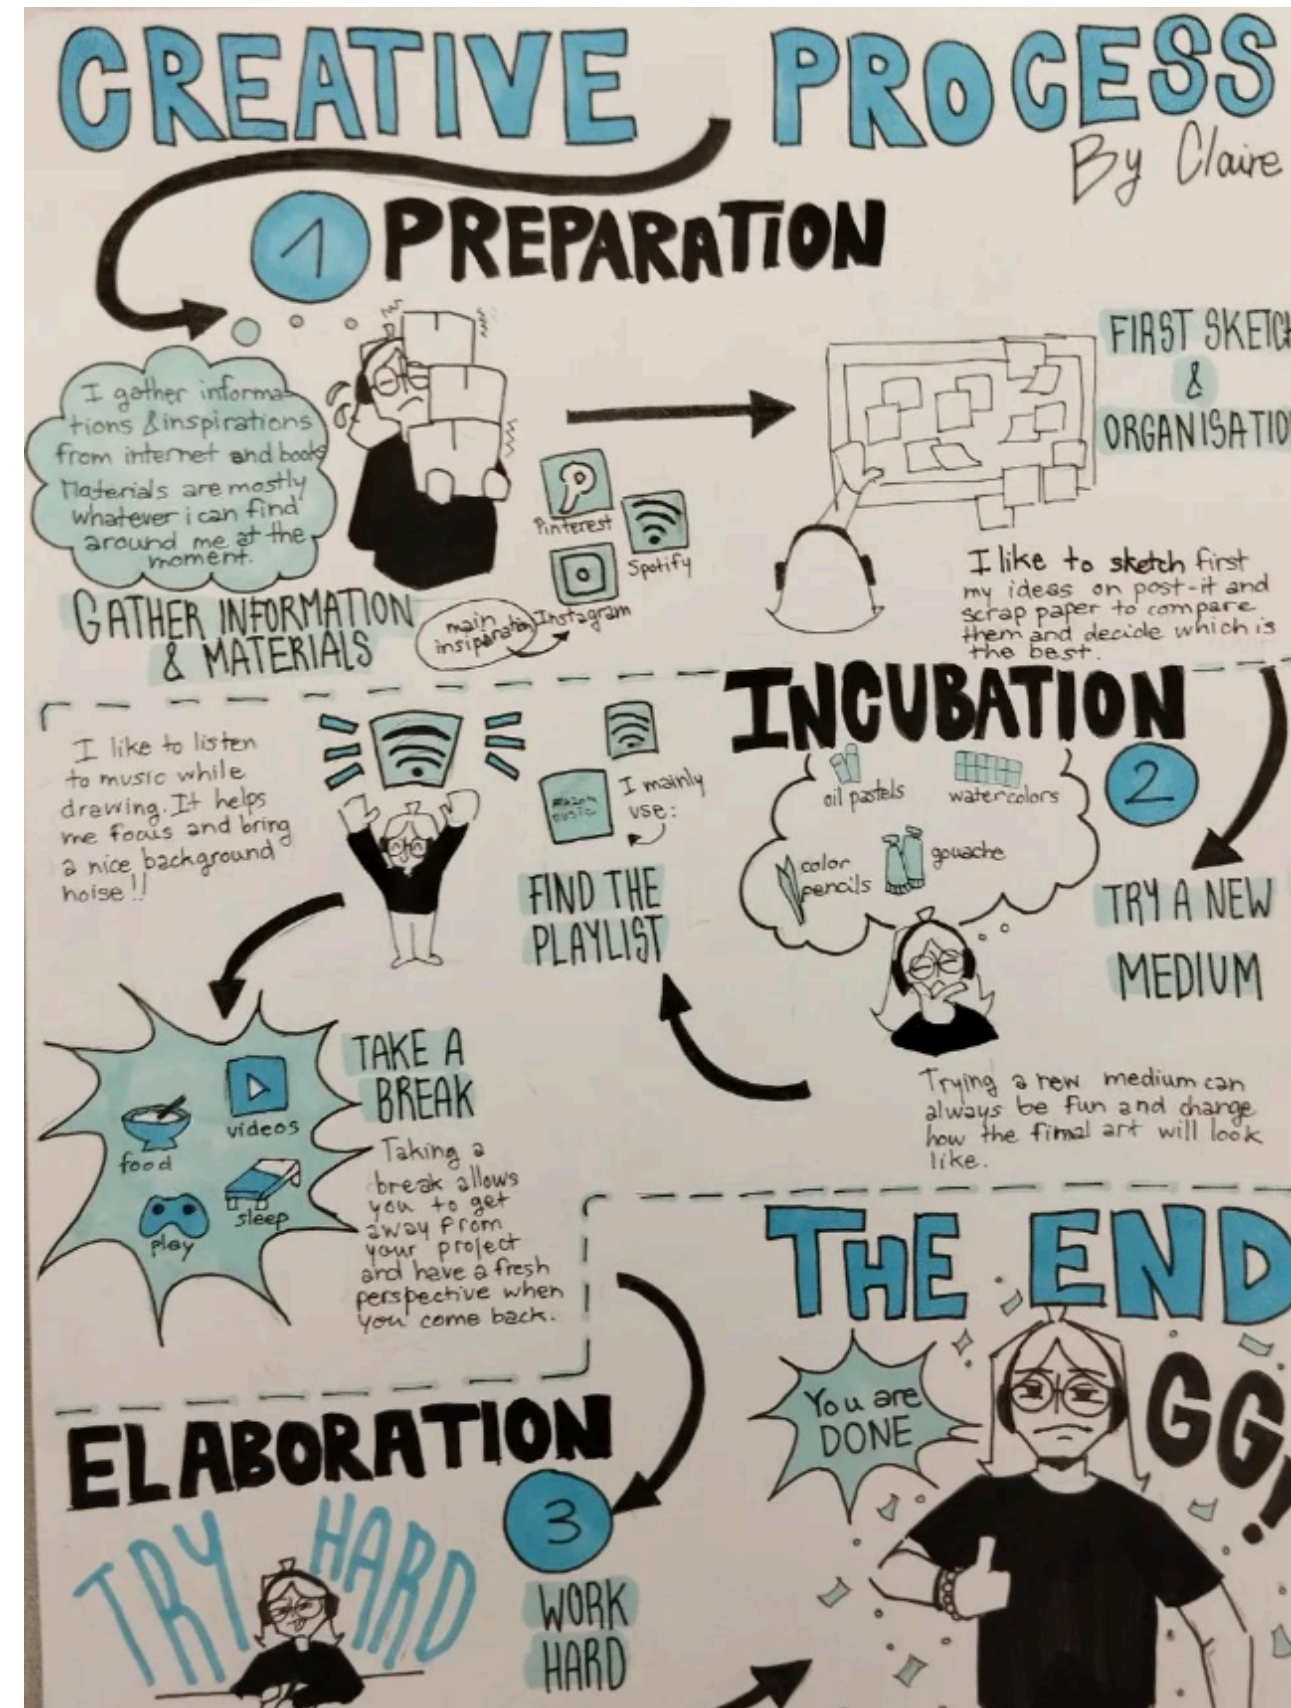 CREATIVE PROCESS
By Claire
1 PREPARATION
I gather informa-
tions & inspirations
from internet and books
Materials are mostly
whatever i can find
around me at the
moment.
GATHER INFORMATION
& MATERIALS
Pinterest
Spotify
Instagram
main
insiparation
FIRST SKETCH
&
ORGANISATIO
I like to sketch first
my ideas on post-it and
scrap paper to compare
them and decide which is
the best.
INCUBATION
2
oil pastels
watercolors
color
pencils
gouache
TRY A NEW
MEDIUM
Trying a new medium can
always be fun and change
how the fimal art will look
like.
I like to listen
to music while
drawing. It helps
me focus and bring
a nice background
noise!!
amazon
music
I mainly
use:
FIND THE
PLAYLIST
TAKE A
BREAK
food
videos
play
sleep
Taking a
break allows
you to get
away from
your project
and have a fresh
perspective when
you come back.
ELABORATION
3
TRY HARD
WORK
HARD
THE END
You are
DONE
GG!